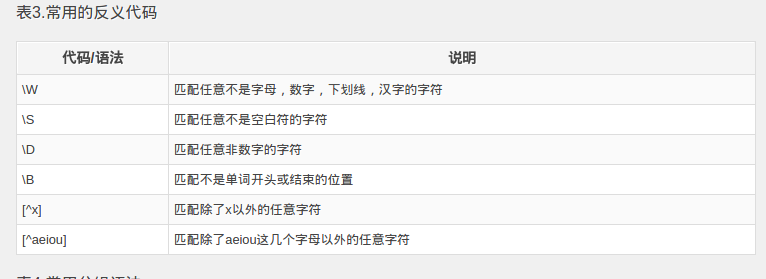 表3.常用的反义代码
代码/语法 说明
\W 匹配任意不是字母，数字，下划线，汉字的字符
\S 匹配任意不是空白符的字符
\D 匹配任意非数字的字符
\B 匹配不是单词开头或结束的位置
[^x] 匹配除了x以外的任意字符
[^aeiou] 匹配除了aeiou这几个字母以外的任意字符